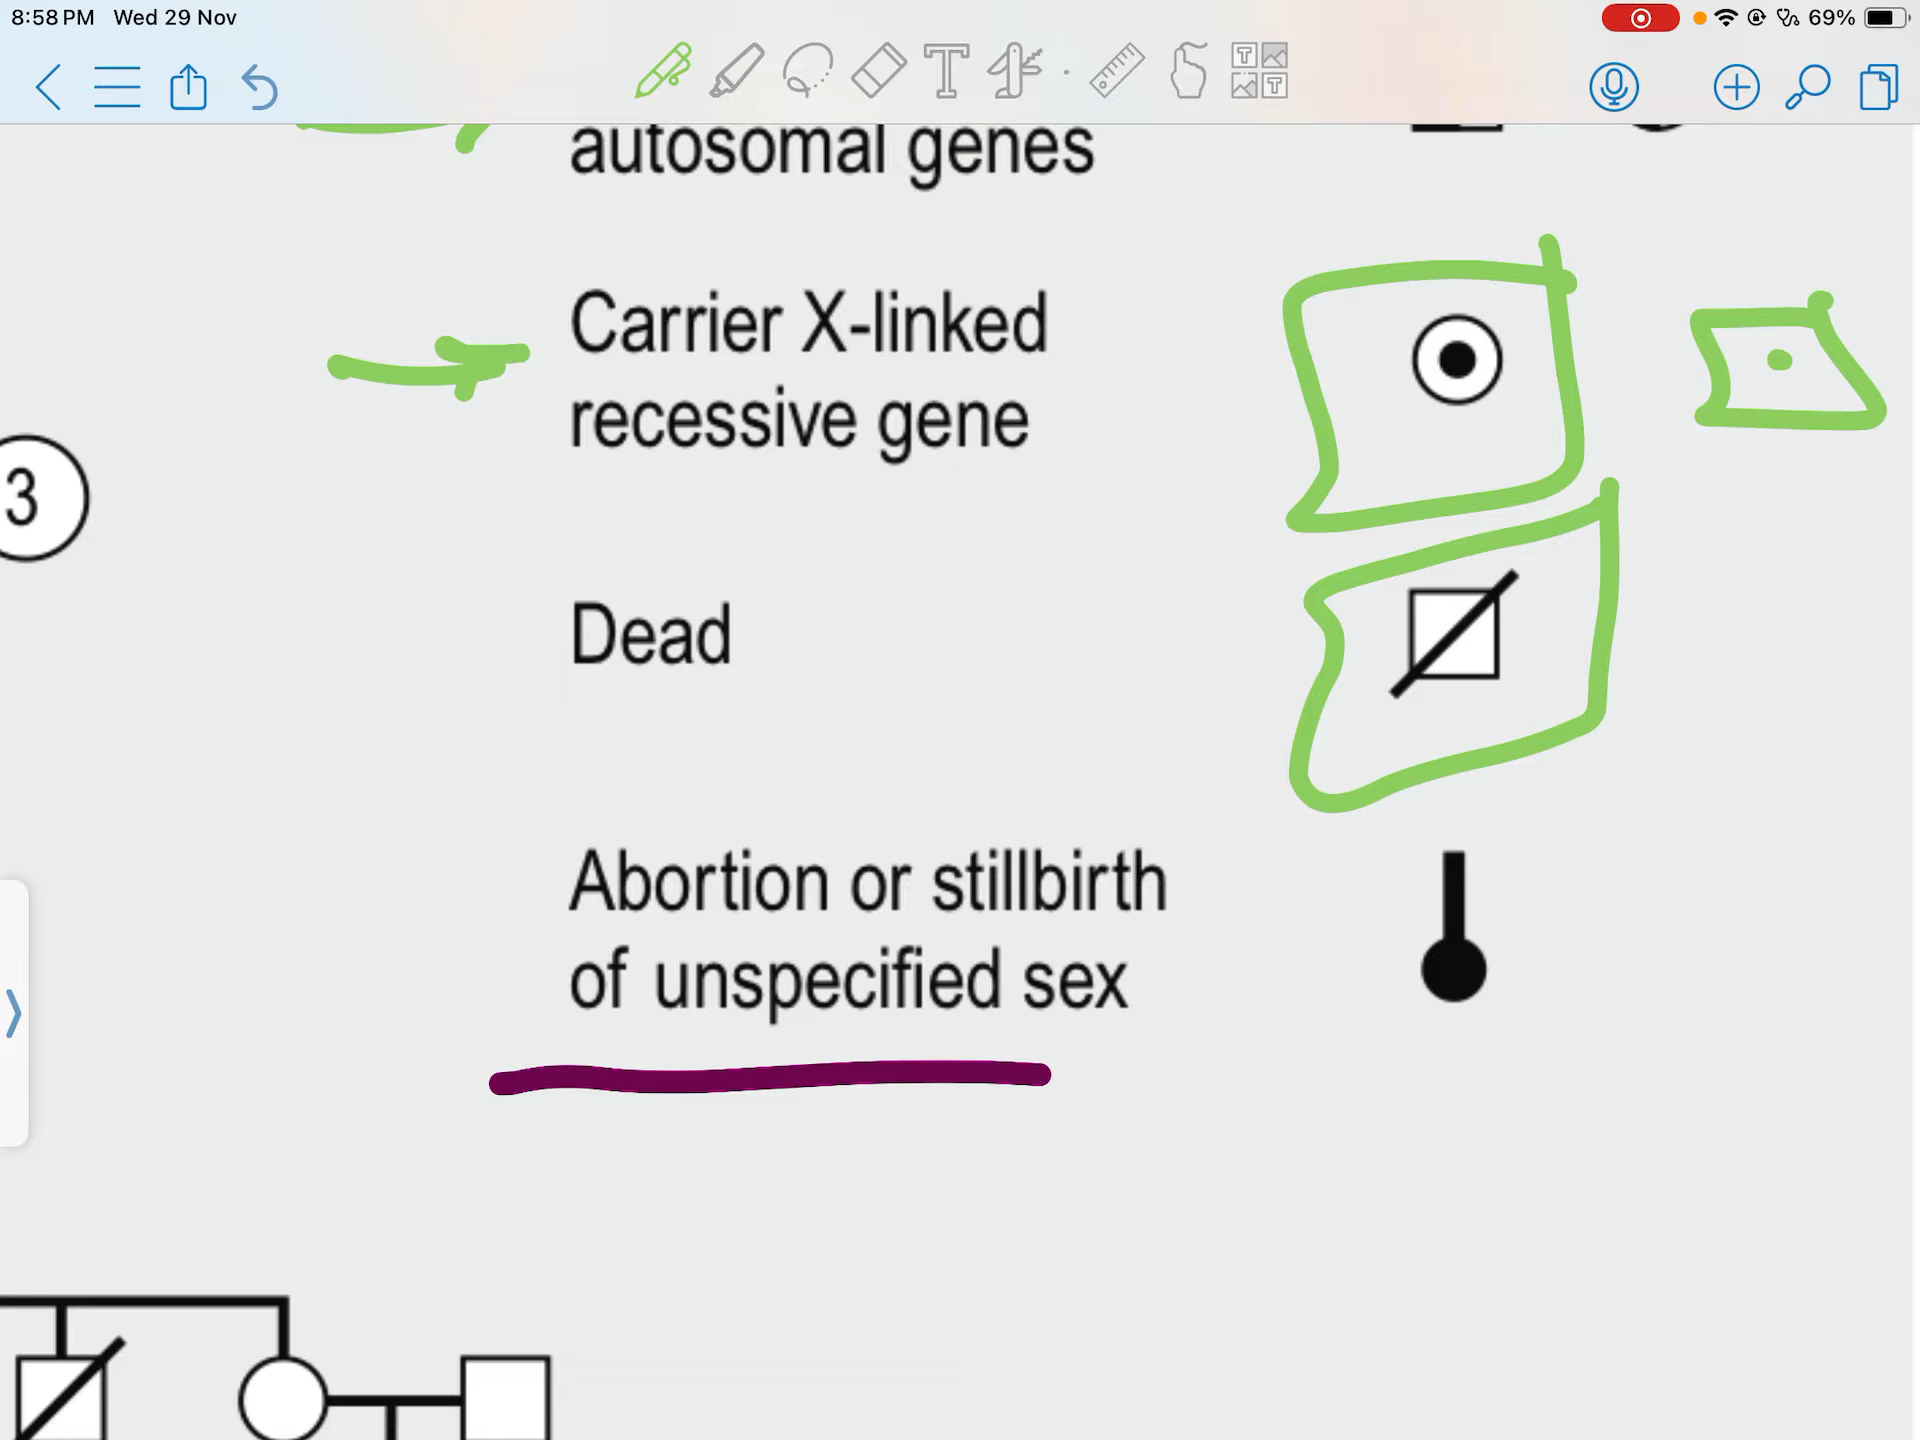 8:58 PM Wed 29 Nov
69%
autosomal genes
Carrier X-linked
recessive gene
3
Dead
Abortion or stillbirth
of unspecified sex